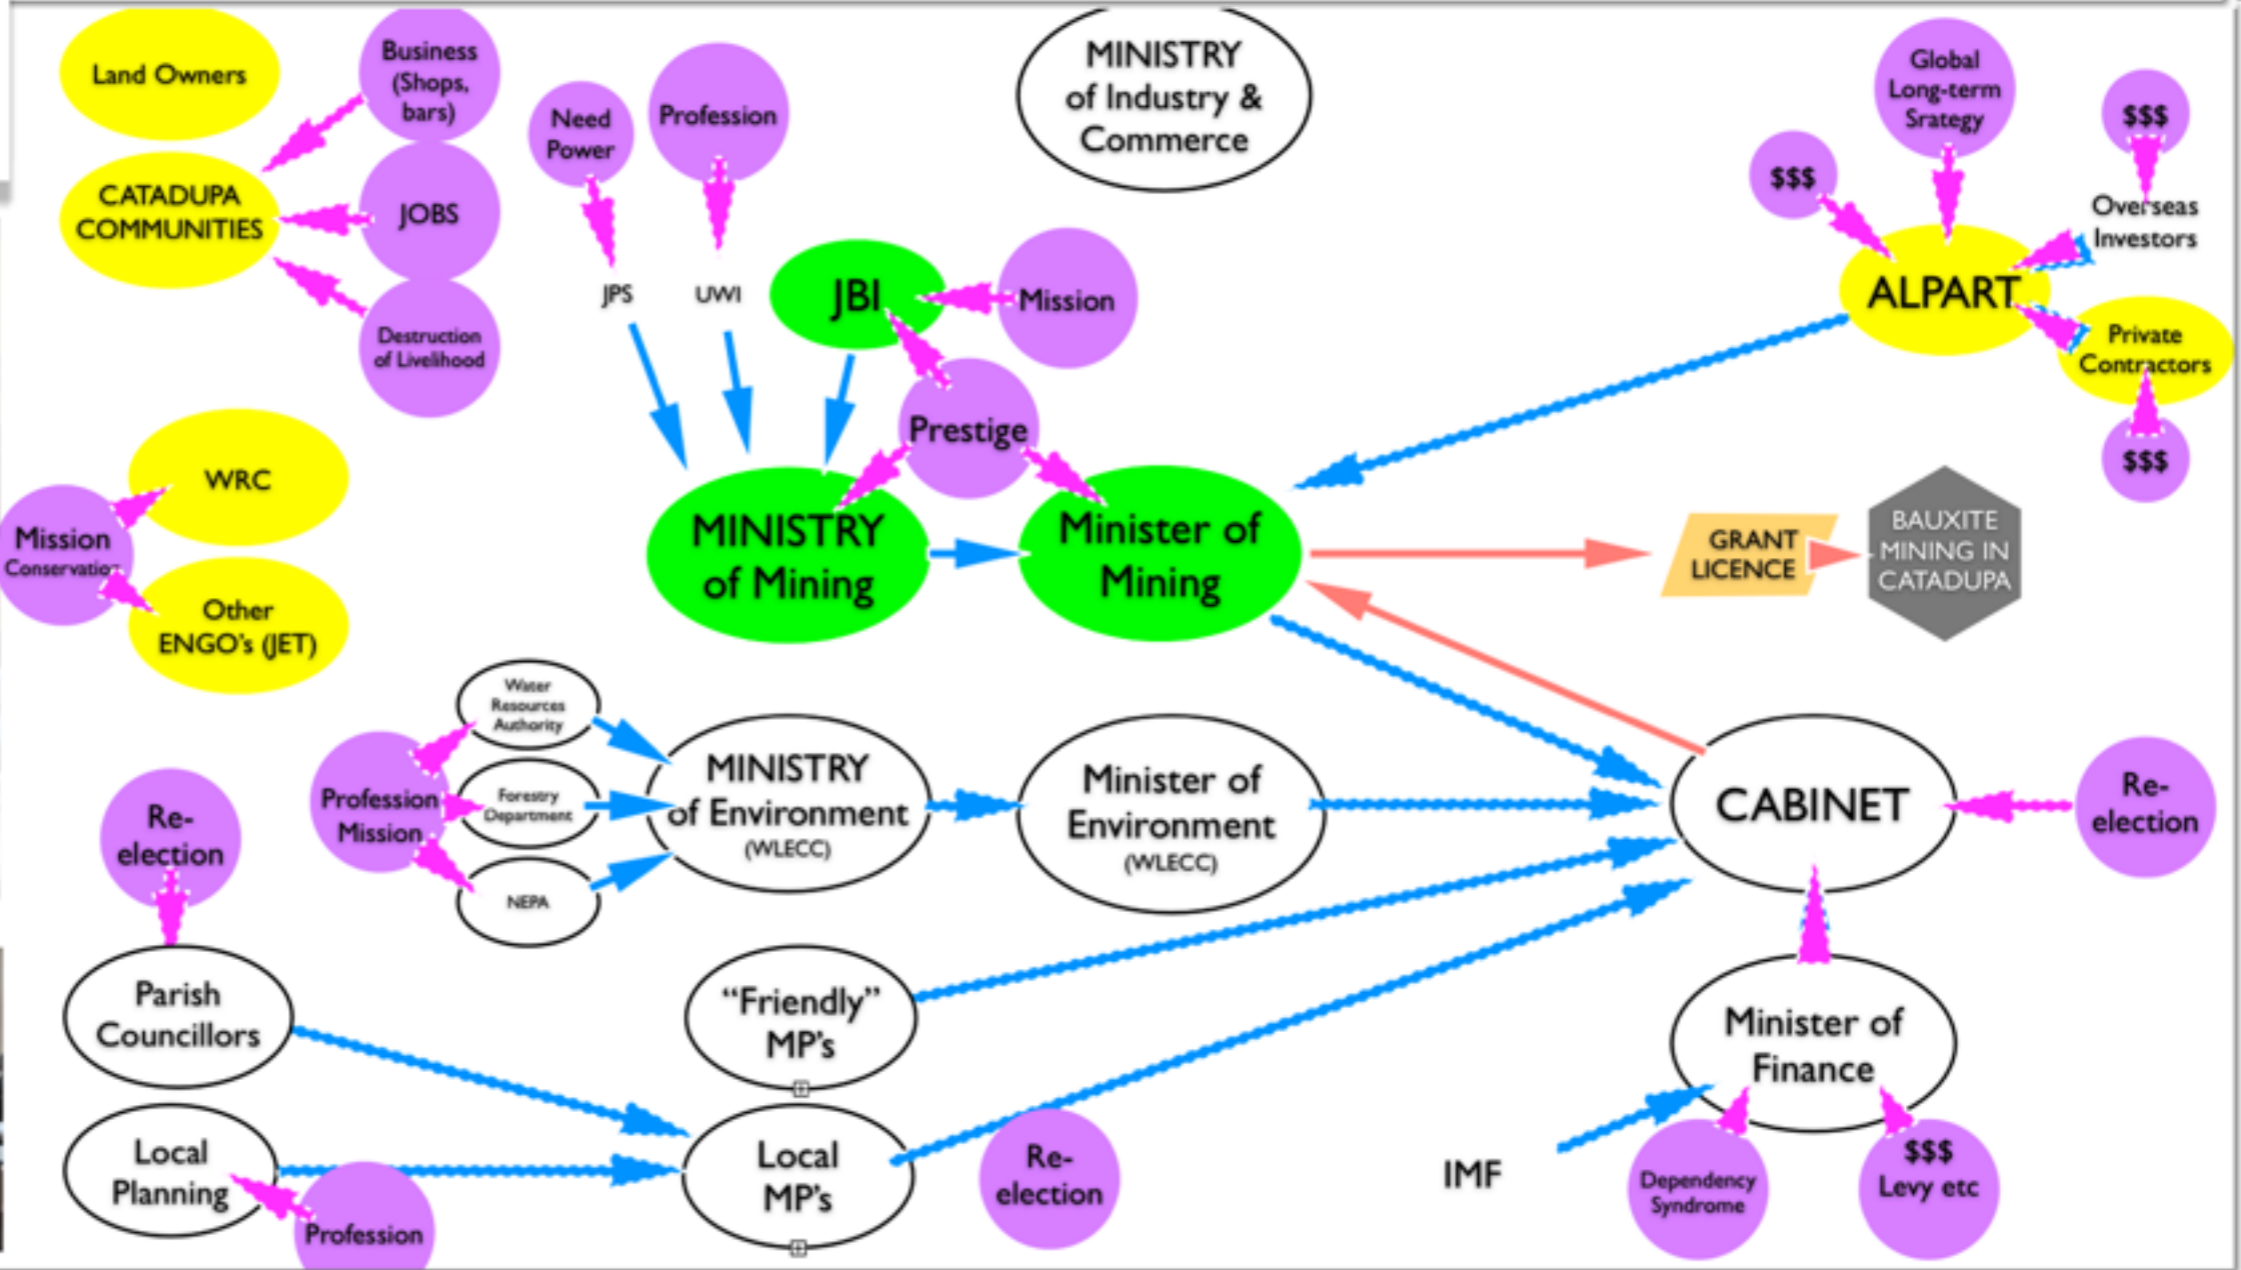 Land Owners
Business
(Shops,
bars)
CATADUPA
COMMUNITIES
JOBS
Destruction
of Livelihood
Need
Power
Profession
JPS
UWI
JBI
Mission
Prestige
MINISTRY
of Industry &
Commerce
Global
Long-term
Srategy
$$$
$$$
Overseas
Investors
ALPART
Private
Contractors
$$$
WRC
Mission
Conservation
Other
ENGO's (JET)
MINISTRY
of Mining
Minister of
Mining
GRANT
LICENCE
BAUXITE
MINING IN
CATADUPA
Water
Resources
Authority
Profession
Mission
Forestry
Department
NEPA
MINISTRY
of Environment
(WLECC)
Minister of
Environment
(WLECC)
CABINET
Re-
election
Re-
election
Parish
Councillors
"Friendly"
MP's
Minister of
Finance
Local
Planning
Profession
Local
MP's
Re-
election
IMF
Dependency
Syndrome
$$$
Levy etc